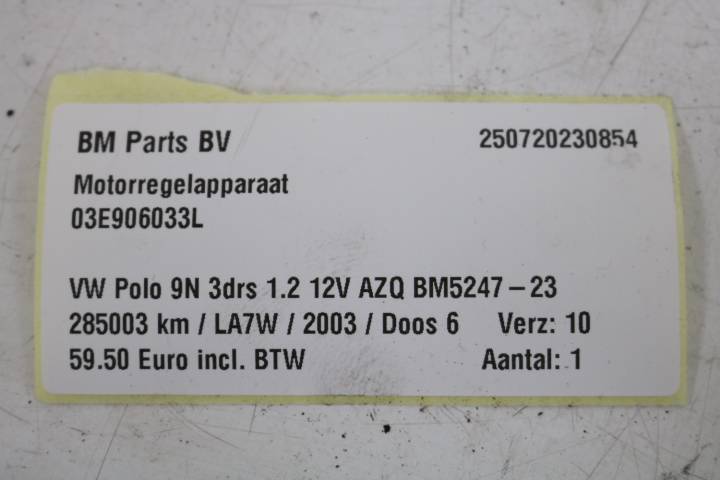 BM Parts BV 250720230854
Motorregelapparaat
03E906033L
VW Polo 9N 3drs 1.2 12V AZQ BM5247-23
285003 km / LA7W / 2003 / Doos 6 Verz: 10
59.50 Euro incl. BTW Aantal: 1